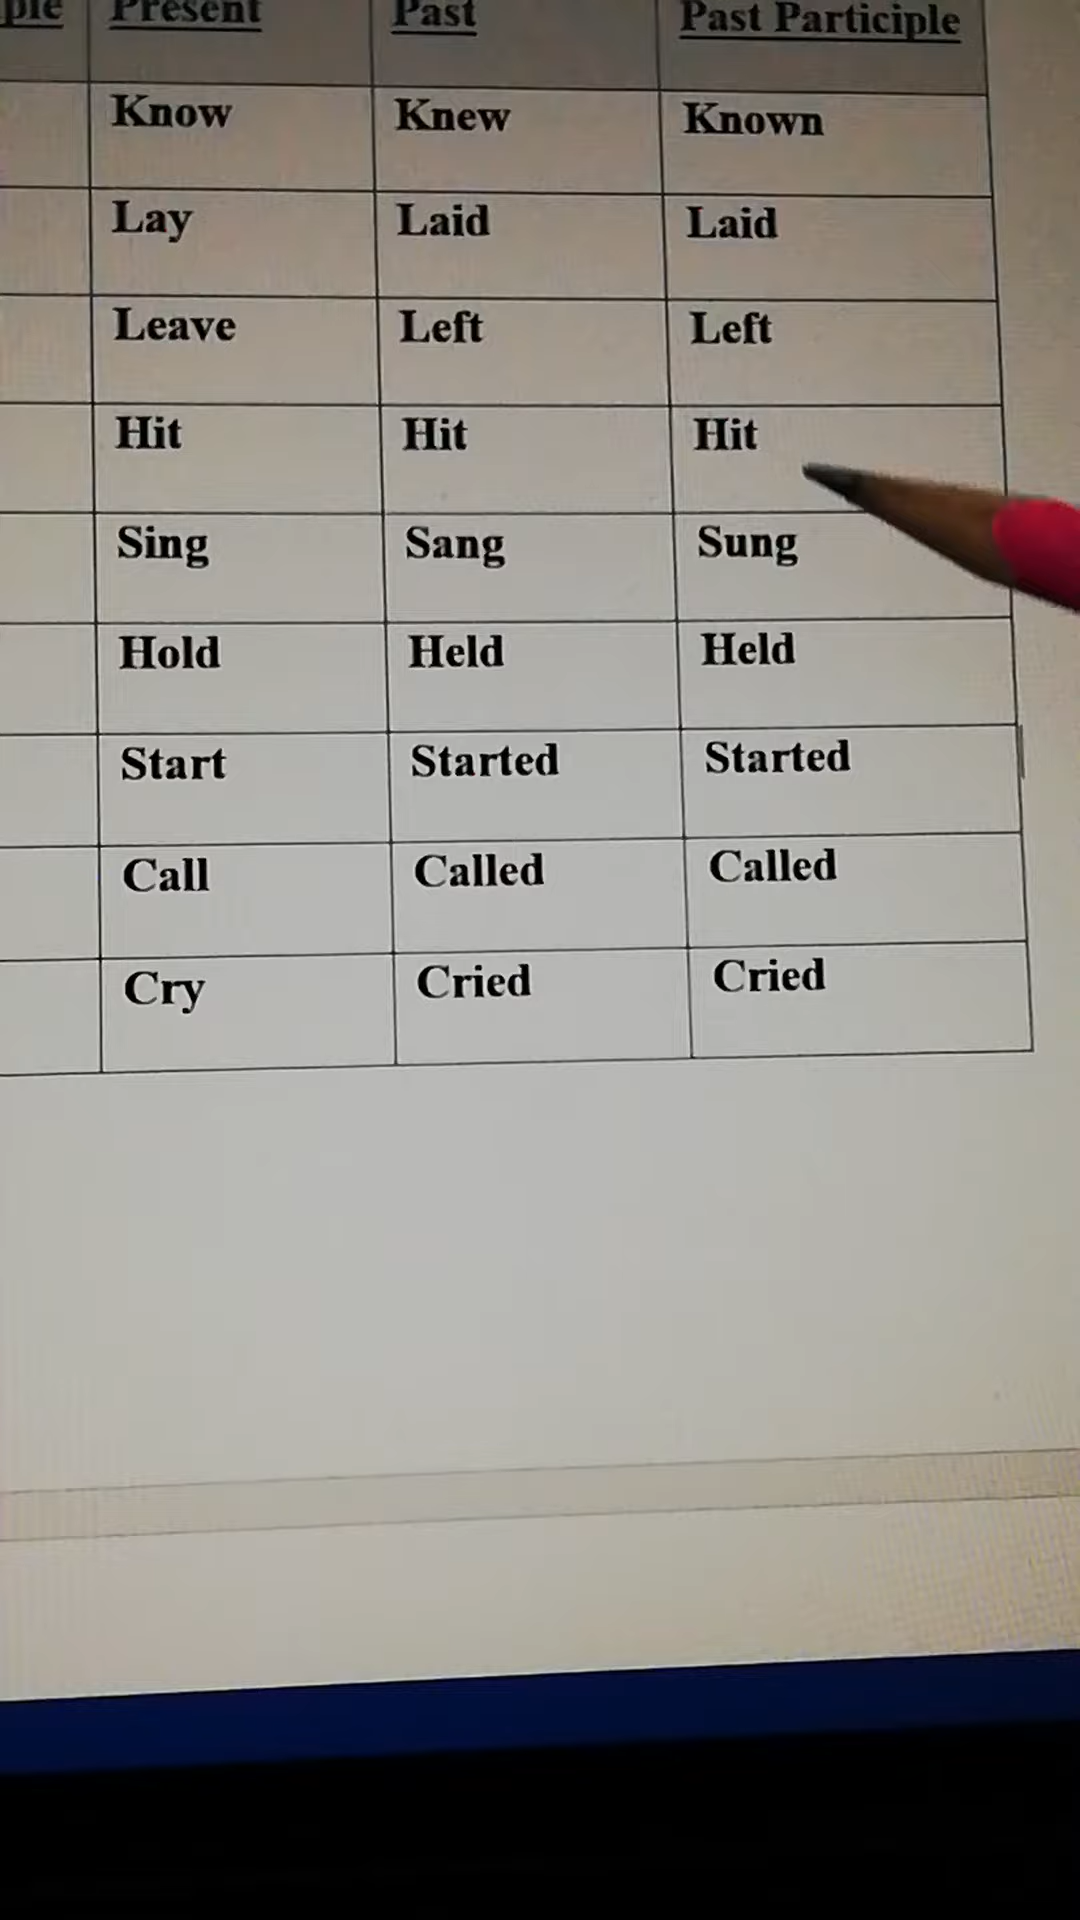 ple Present Past Past Participle
Know Knew Known
Lay Laid Laid
Leave Left Left
Hit Hit Hit
Sing Sang Sung
Hold Held Held
Start Started Started
Call Called Called
Cry Cried Cried